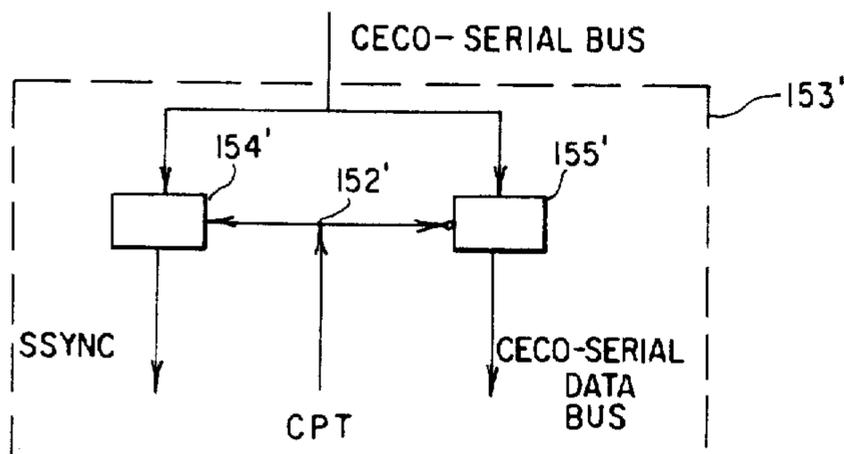 CECO-SERIAL BUS
153'
154'
152'
155'
SSYNC
CPT
CECO-SERIAL
DATA
BUS